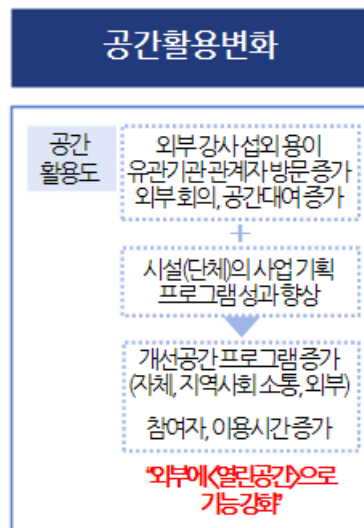 공간활용변화
공간
활용도
외부 강사 섭외 용이
유관기관 관계자 방문 증가
외부 회의, 공간대여 증가
+
시설(단체)의 사업 기획
프로그램 성과 향상
개선공간 프로그램 증가
(자체, 지역사회 소통, 외부)
참여자, 이용시간 증가
“외부에<열린공간>으로
기능강화”